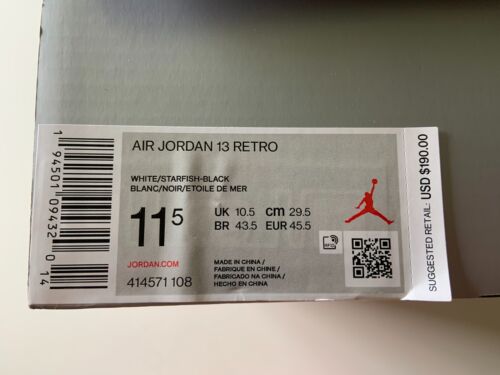 AIR JORDAN 13 RETRO
WHITE/STARFISH-BLACK
BLANC/NOIR/ETOILE DE MER
11 5
UK 10.5 CM 29.5
BR 43.5 EUR 45.5
JORDAN.COM
414571 108
MADE IN CHINA /
FABRIQUE EN CHINE /
FABRICADO NA CHINA /
HECHO EN CHINA
1 94501 09432 0 14
SUGGESTED RETAIL: USD $190.00